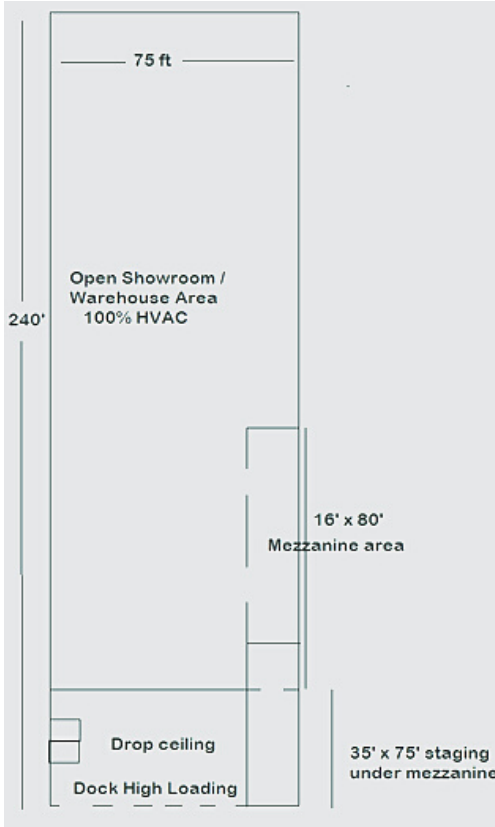 75 ft
Open Showroom /
Warehouse Area
100% HVAC
240'
16' x 80'
Mezzanine area
Drop ceiling
35' x 75' staging
under mezzanine
Dock High Loading